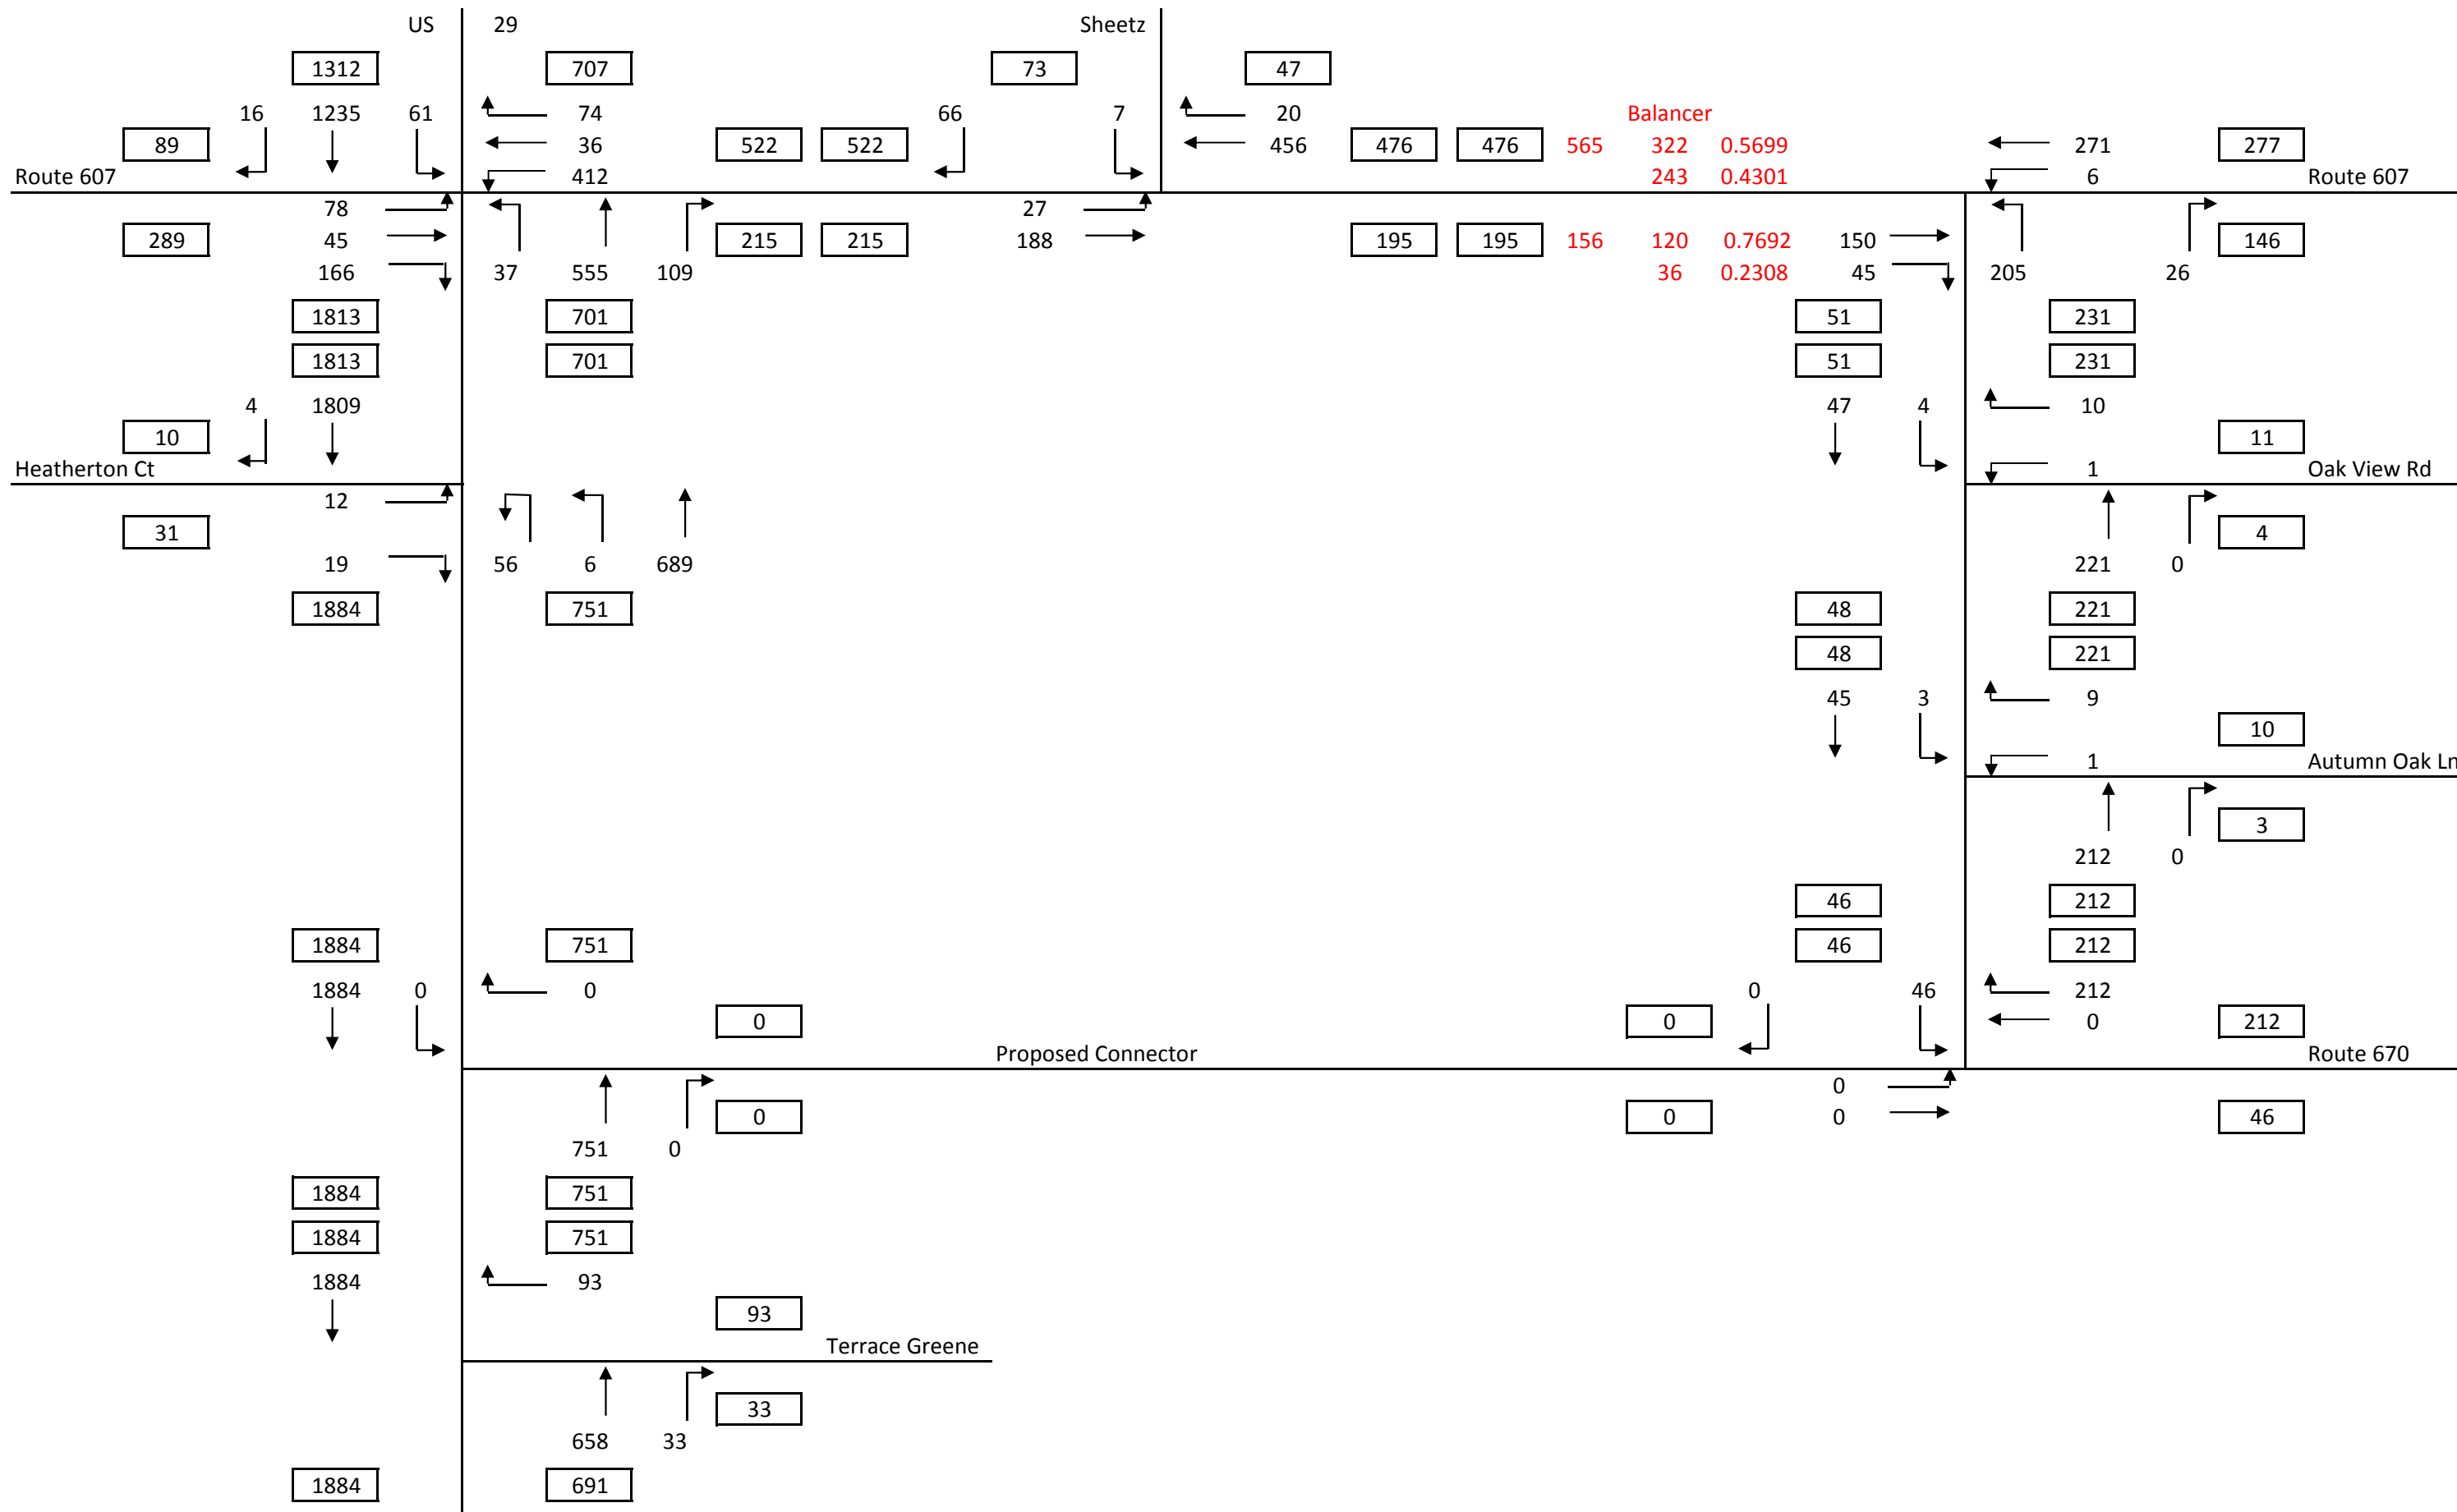 US 29 Sheetz
1312 707 73 47
16 1235 61 74 66 7 20 Balancer
89 36 522 522 456 476 476 565 322 0.5699 271 277
Route 607 412 243 0.4301 6 Route 607
78 27
289 45 215 215 188 195 195 156 120 0.7692 150 146
166 37 555 109 36 0.2308 45 205 26
1813 701 51 231
1813 701 51 231
4 1809 47 4 10
10 11
Heatherton Ct 1 Oak View Rd
12
31 4
19 56 6 689 221 0
1884 751 48 221
48 221
45 3 9
10
1 Autumn Oak Ln
3
212 0
46 212
1884 751 46 212
1884 0 0 0 46 212
0 0 0 212
Proposed Connector Route 670
0
0 0 0 46
751 0
1884 751
1884 751
1884 93
93
Terrace Greene
33
658 33
1884 691